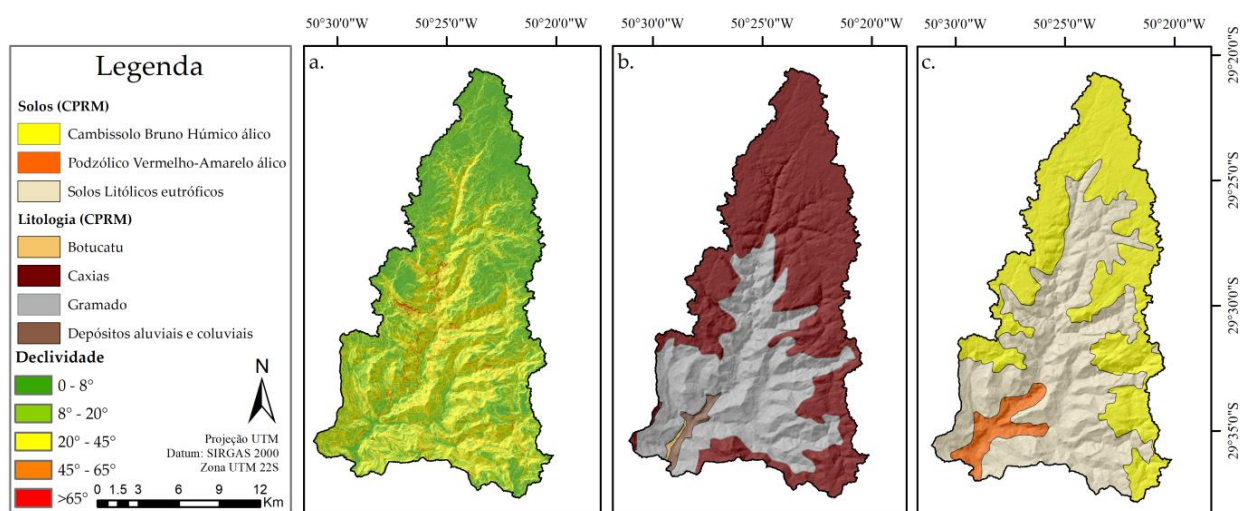 50°30'0"W 50°25'0"W 50°20'0"W
50°30'0"W 50°25'0"W 50°20'0"W
50°30'0"W 50°25'0"W 50°20'0"W
Legenda
Solos (CPRM)
Cambissolo Bruno Húmico álico
Podzólico Vermelho-Amarelo álico
Solos Litólicos eutróficos
Litologia (CPRM)
Botucatu
Caxias
Gramado
Depósitos aluviais e coluviais
Declividade
0 - 8°
8° - 20°
20° - 45°
45° - 65°
>65°
N
Projeção UTM
Datum: SIRGAS 2000
Zona UTM 22S
0 1.5 3 6 9 12
Km
a.
b.
c.
29°20'0"S
29°25'0"S
29°30'0"S
29°35'0"S